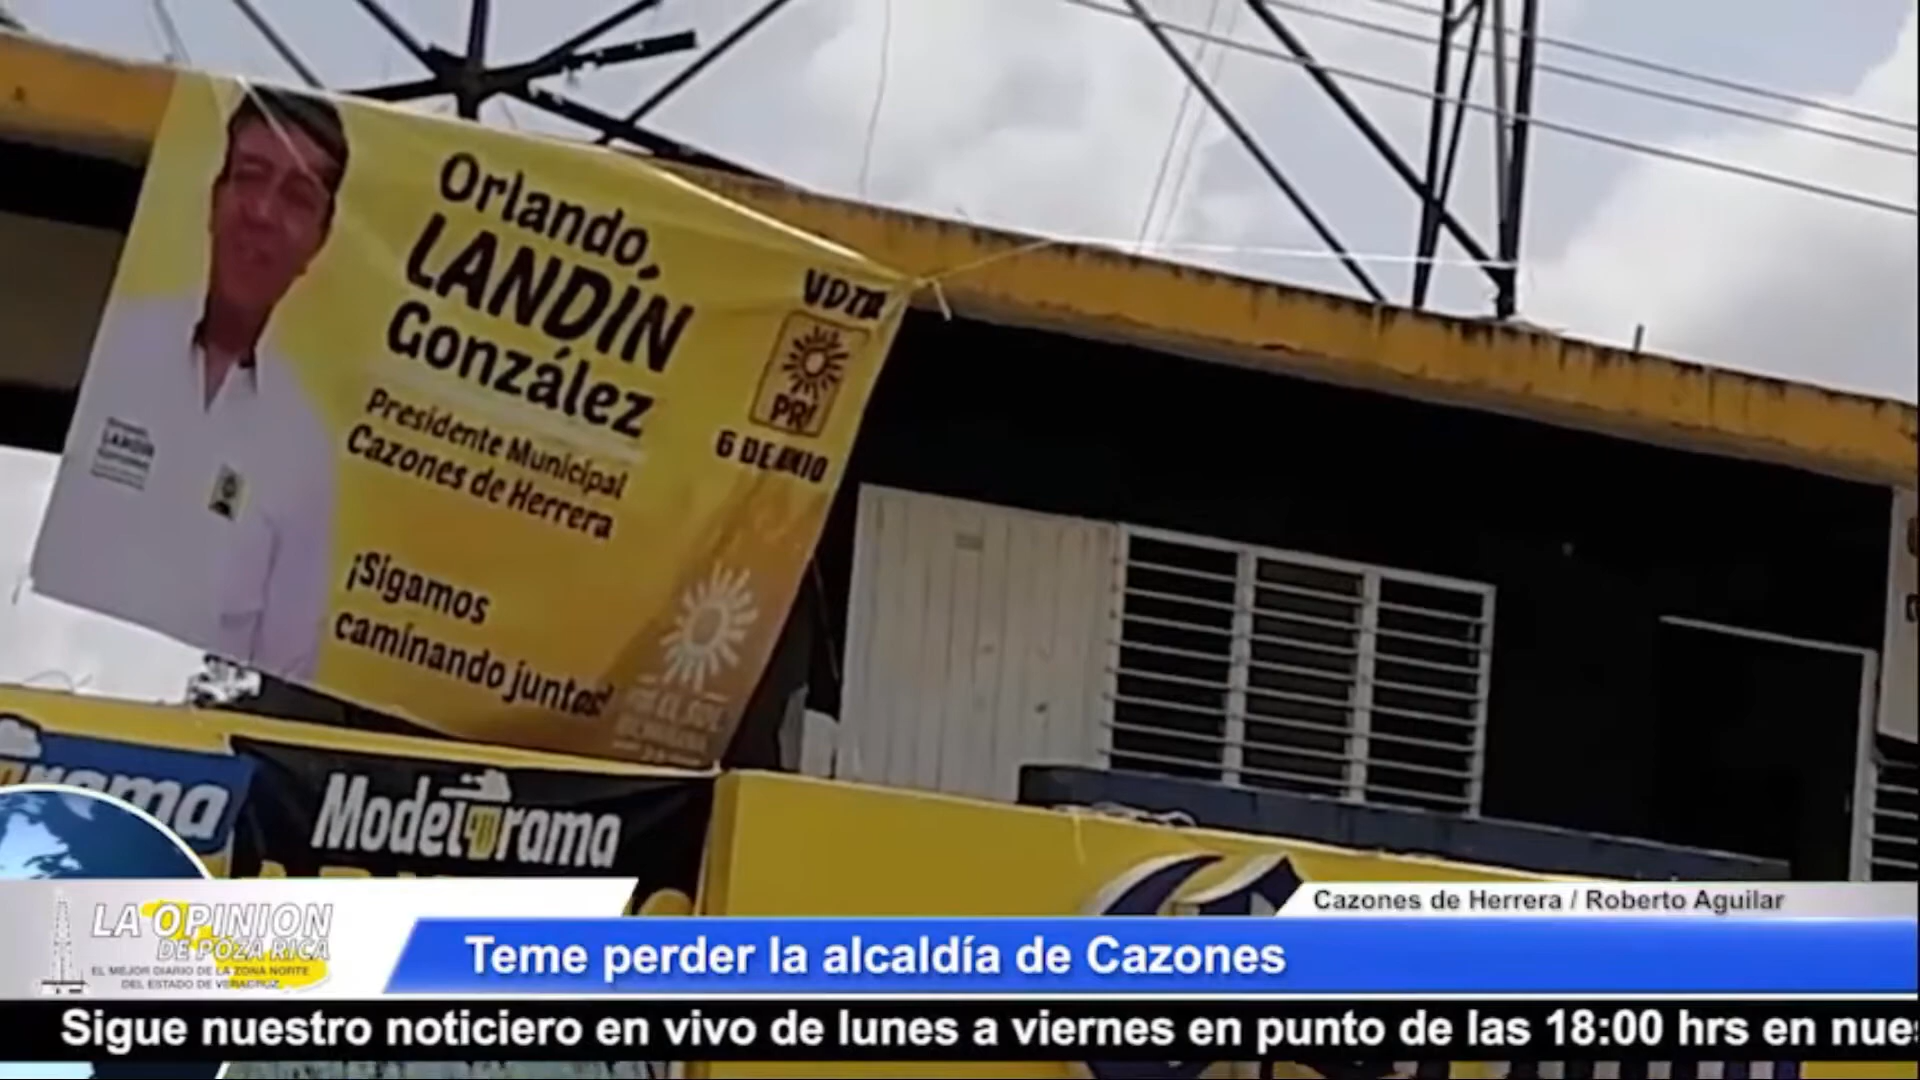 Orlando
LANDÍN
González
Presidente Municipal
Cazones de Herrera
VOTA
PRD
6 DE JUNIO
¡Sigamos
caminando juntos!
Modelorama
Cazones de Herrera / Roberto Aguilar
LA OPINION
DE POZA RICA
EL MEJOR DIARIO DE LA ZONA NORTE
DEL ESTADO DE VERACRUZ
Teme perder la alcaldía de Cazones
Sigue nuestro noticiero en vivo de lunes a viernes en punto de las 18:00 hrs en nues